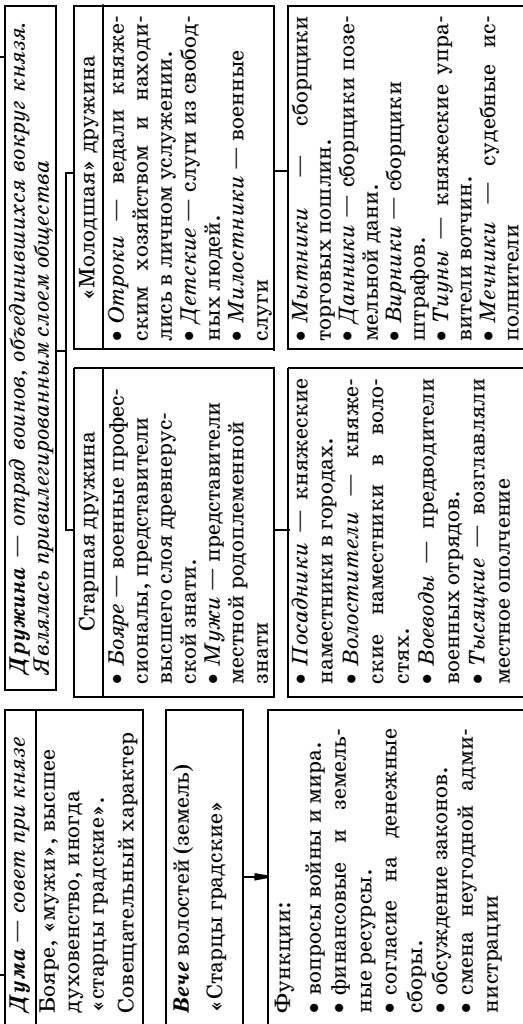 Дума — совет при князе
Бояре, «мужи», высшее
духовенство, иногда
«старцы градские».
Совещательный характер
Вече волостей (земель)
«Старцы градские»
Функции:
• вопросы войны и мира.
• финансовые и земель-
ные ресурсы.
• согласие на денежные
сборы.
• обсуждение законов.
• смена неугодной адми-
нистрации
Дружина — отряд воинов, объединившихся вокруг князя.
Являлась привилегированным слоем общества
Старшая дружина
• Бояре — военные профес-
сионалы, представители
высшего слоя древнерус-
ской знати.
• Мужи — представители
местной родоплеменной
знати
• Посадники — княжеские
наместники в городах.
• Волостители — княже-
ские наместники в воло-
стях.
• Воеводы — предводители
военных отрядов.
• Тысяцкие — возглавляли
местное ополчение
«Молодшая» дружина
• Отроки — ведали княже-
ским хозяйством и находи-
лись в личном услужении.
• Детские — слуги из свобод-
ных людей.
• Милостники — военные
слуги
• Мытники — сборщики
торговых пошлин.
• Данники — сборщики позе-
мельной дани.
• Вирники — сборщики
штрафов.
• Тиуны — княжеские упра-
вители вотчин.
• Мечники — судебные ис-
полнители